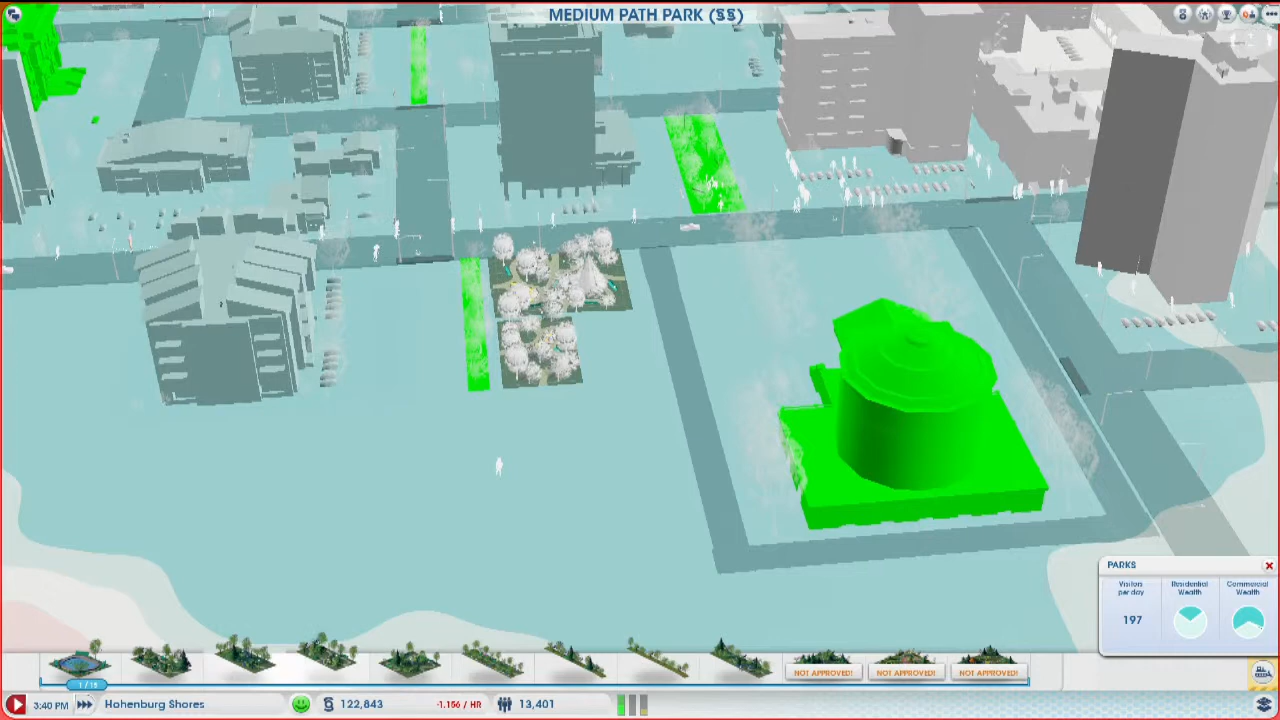 MEDIUM PATH PARK (§§)
PARKS
Visitors per day
Residential Wealth
Commercial Wealth
197
NOT APPROVED!
NOT APPROVED!
NOT APPROVED!
1 / 15
3:40 PM
Hohenburg Shores
122,843
-1,156 / HR
13,401